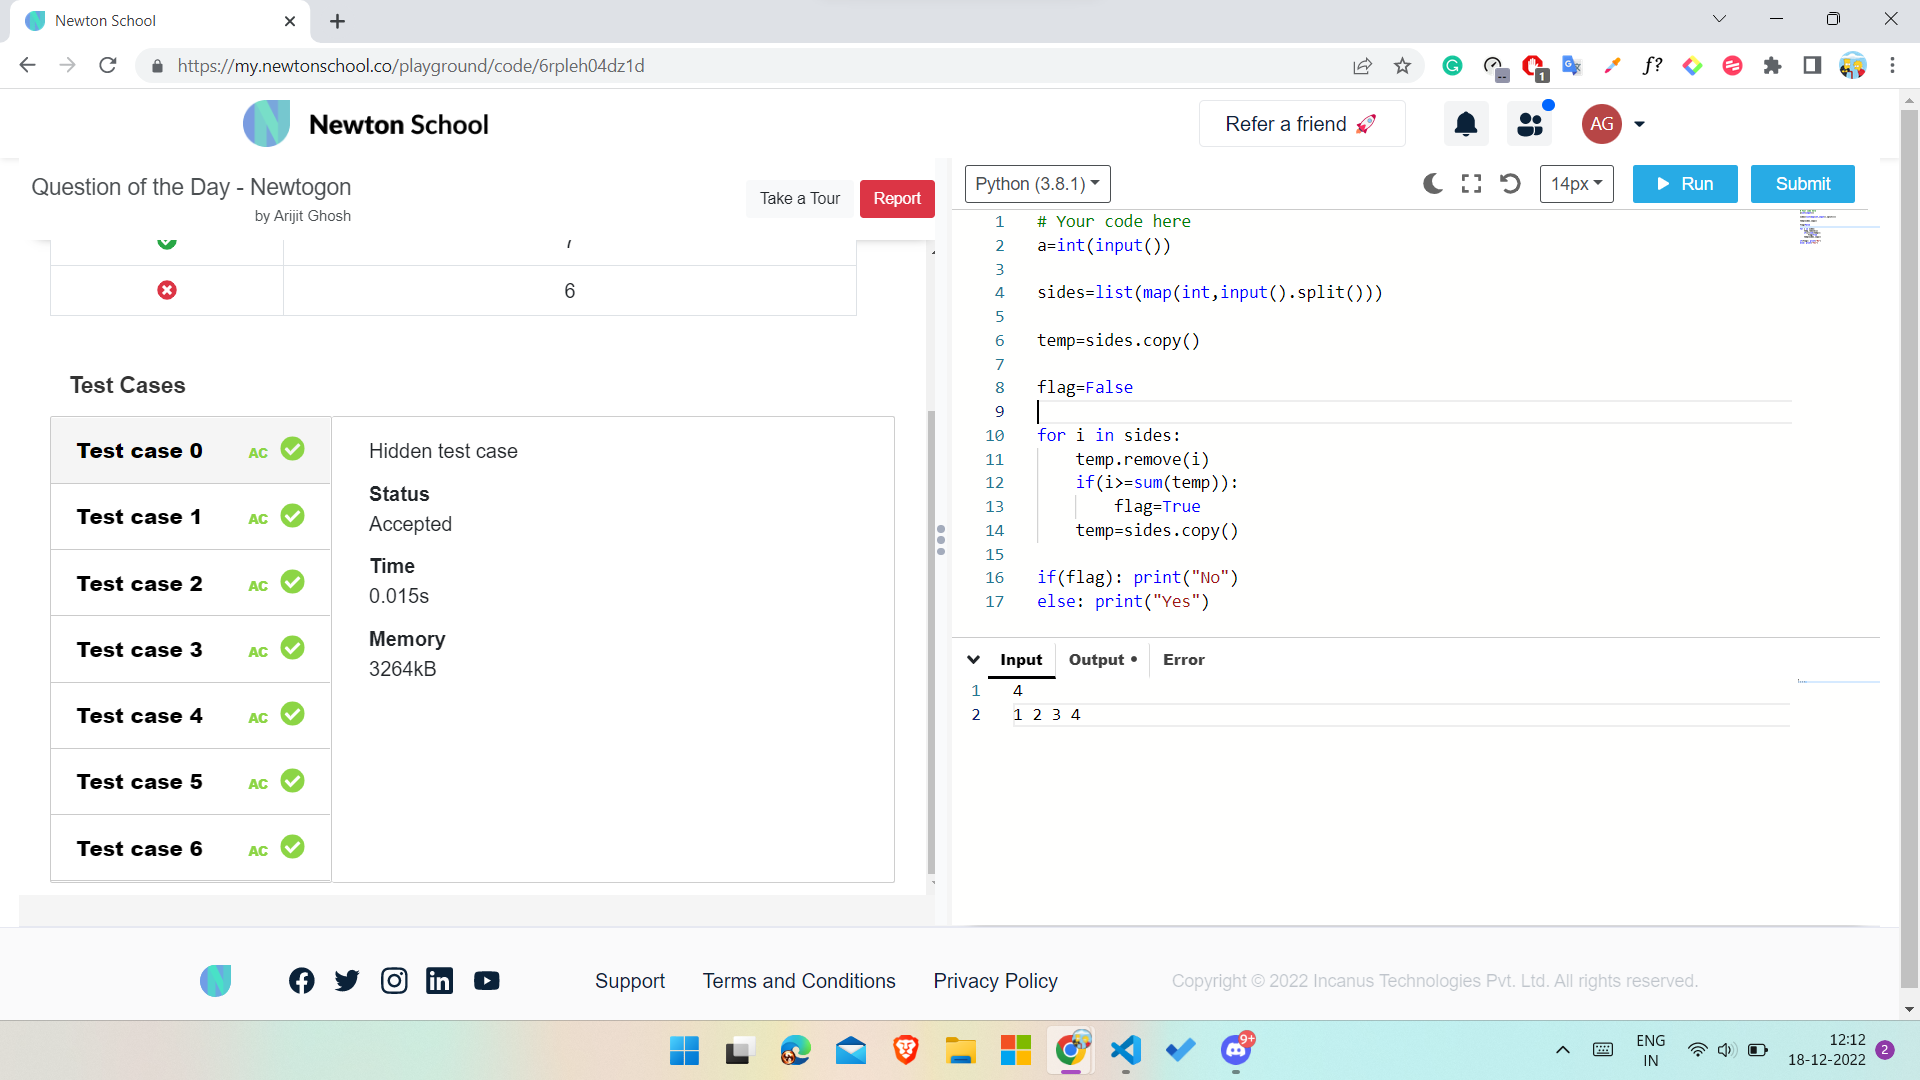 Newton School
https://my.newtonschool.co/playground/code/6rpleh04dz1d
1
f?
Newton School
Refer a friend 🚀
AG
Question of the Day - Newtogon
by Arijit Ghosh
Take a Tour
Report
Python (3.8.1)
14px
Run
Submit
7
6
Test Cases
Test case 0 AC
Test case 1 AC
Test case 2 AC
Test case 3 AC
Test case 4 AC
Test case 5 AC
Test case 6 AC
Hidden test case
Status
Accepted
Time
0.015s
Memory
3264kB
1 # Your code here
2 a=int(input())
3
4 sides=list(map(int,input().split()))
5
6 temp=sides.copy()
7
8 flag=False
9
10 for i in sides:
11     temp.remove(i)
12     if(i>=sum(temp)):
13         flag=True
14     temp=sides.copy()
15
16 if(flag): print("No")
17 else: print("Yes")
Input
Output •
Error
1 4
2 1 2 3 4
Support
Terms and Conditions
Privacy Policy
Copyright © 2022 Incanus Technologies Pvt. Ltd. All rights reserved.
9+
ENG
IN
12:12
18-12-2022
2